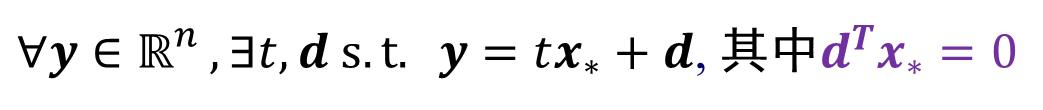 ∀𝒚 ∈ ℝⁿ , ∃t, 𝒅 s. t. 𝒚 = t𝒙∗ + 𝒅, 其中𝒅ᵀ𝒙∗ = 0